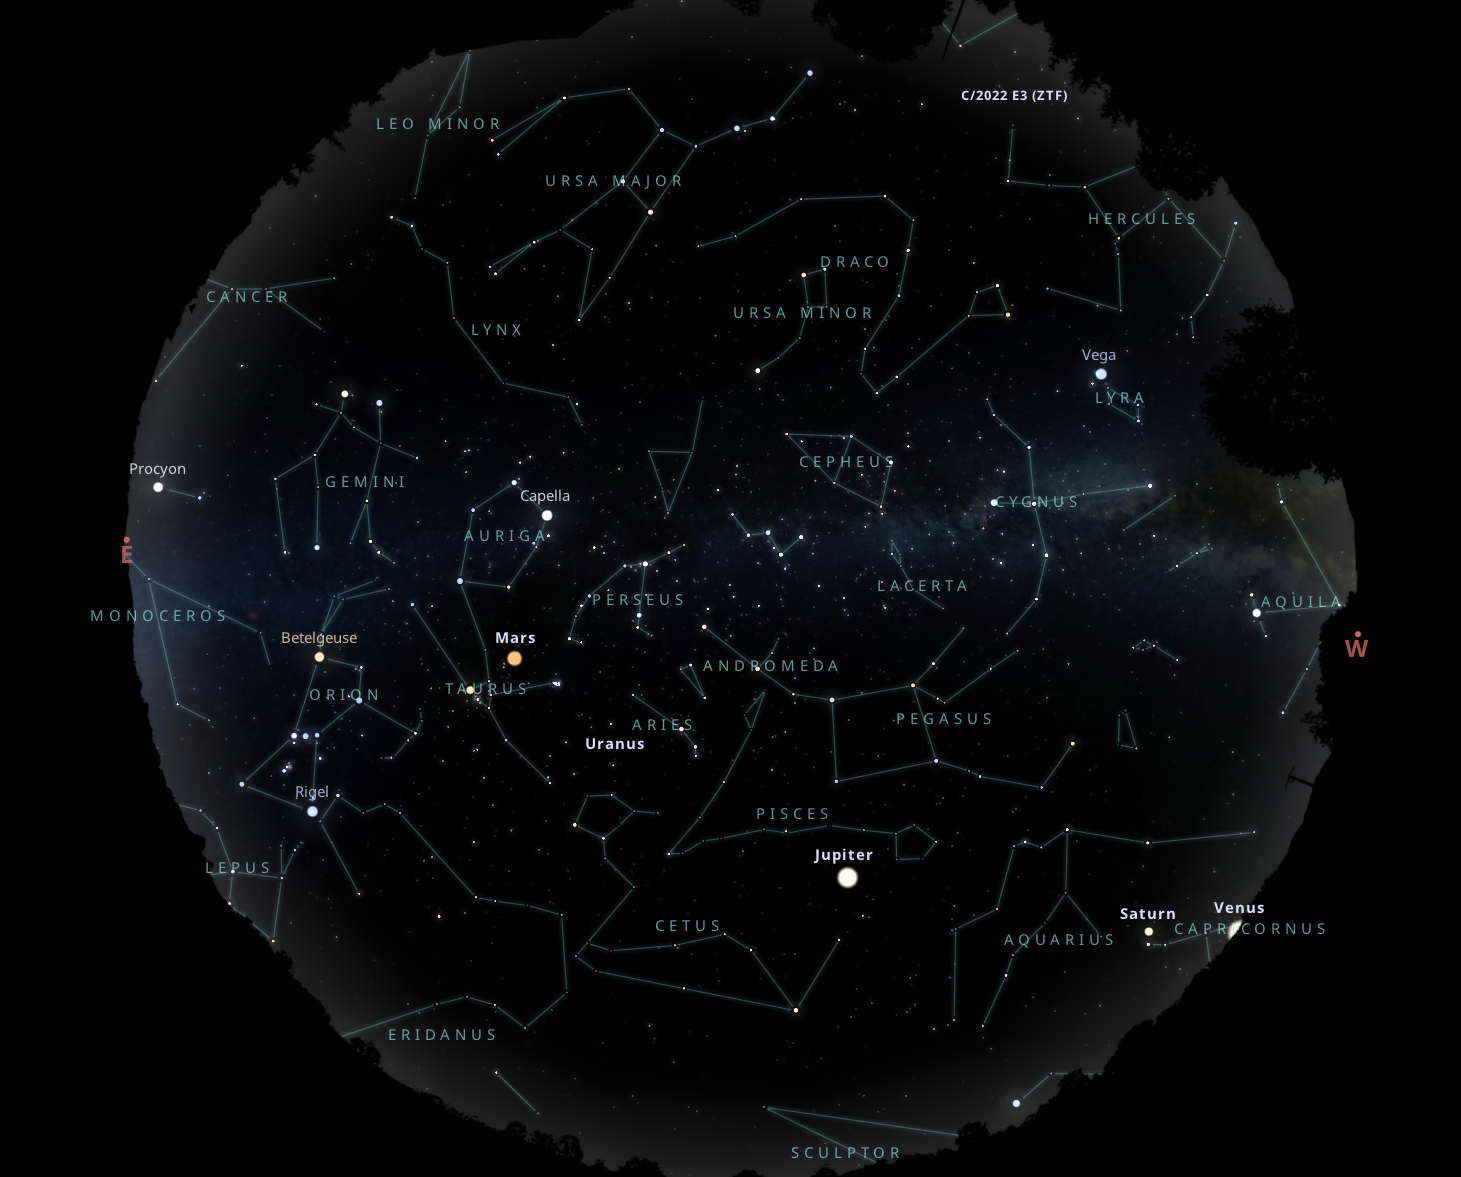 C/2022 E3 (ZTF)
LEO MINOR
URSA MAJOR
HERCULES
DRACO
CANCER
URSA MINOR
LYNX
Vega
LYRA
CEPHEUS
Procyon
GEMINI
Capella
CYGNUS
AURIGA
E
LACERTA
PERSEUS
AQUILA
MONOCEROS
Betelgeuse
Mars
W
ANDROMEDA
TAURUS
ORION
PEGASUS
ARIES
Uranus
Rigel
PISCES
Jupiter
LEPUS
Venus
Saturn
CETUS
CAPRICORNUS
AQUARIUS
ERIDANUS
SCULPTOR